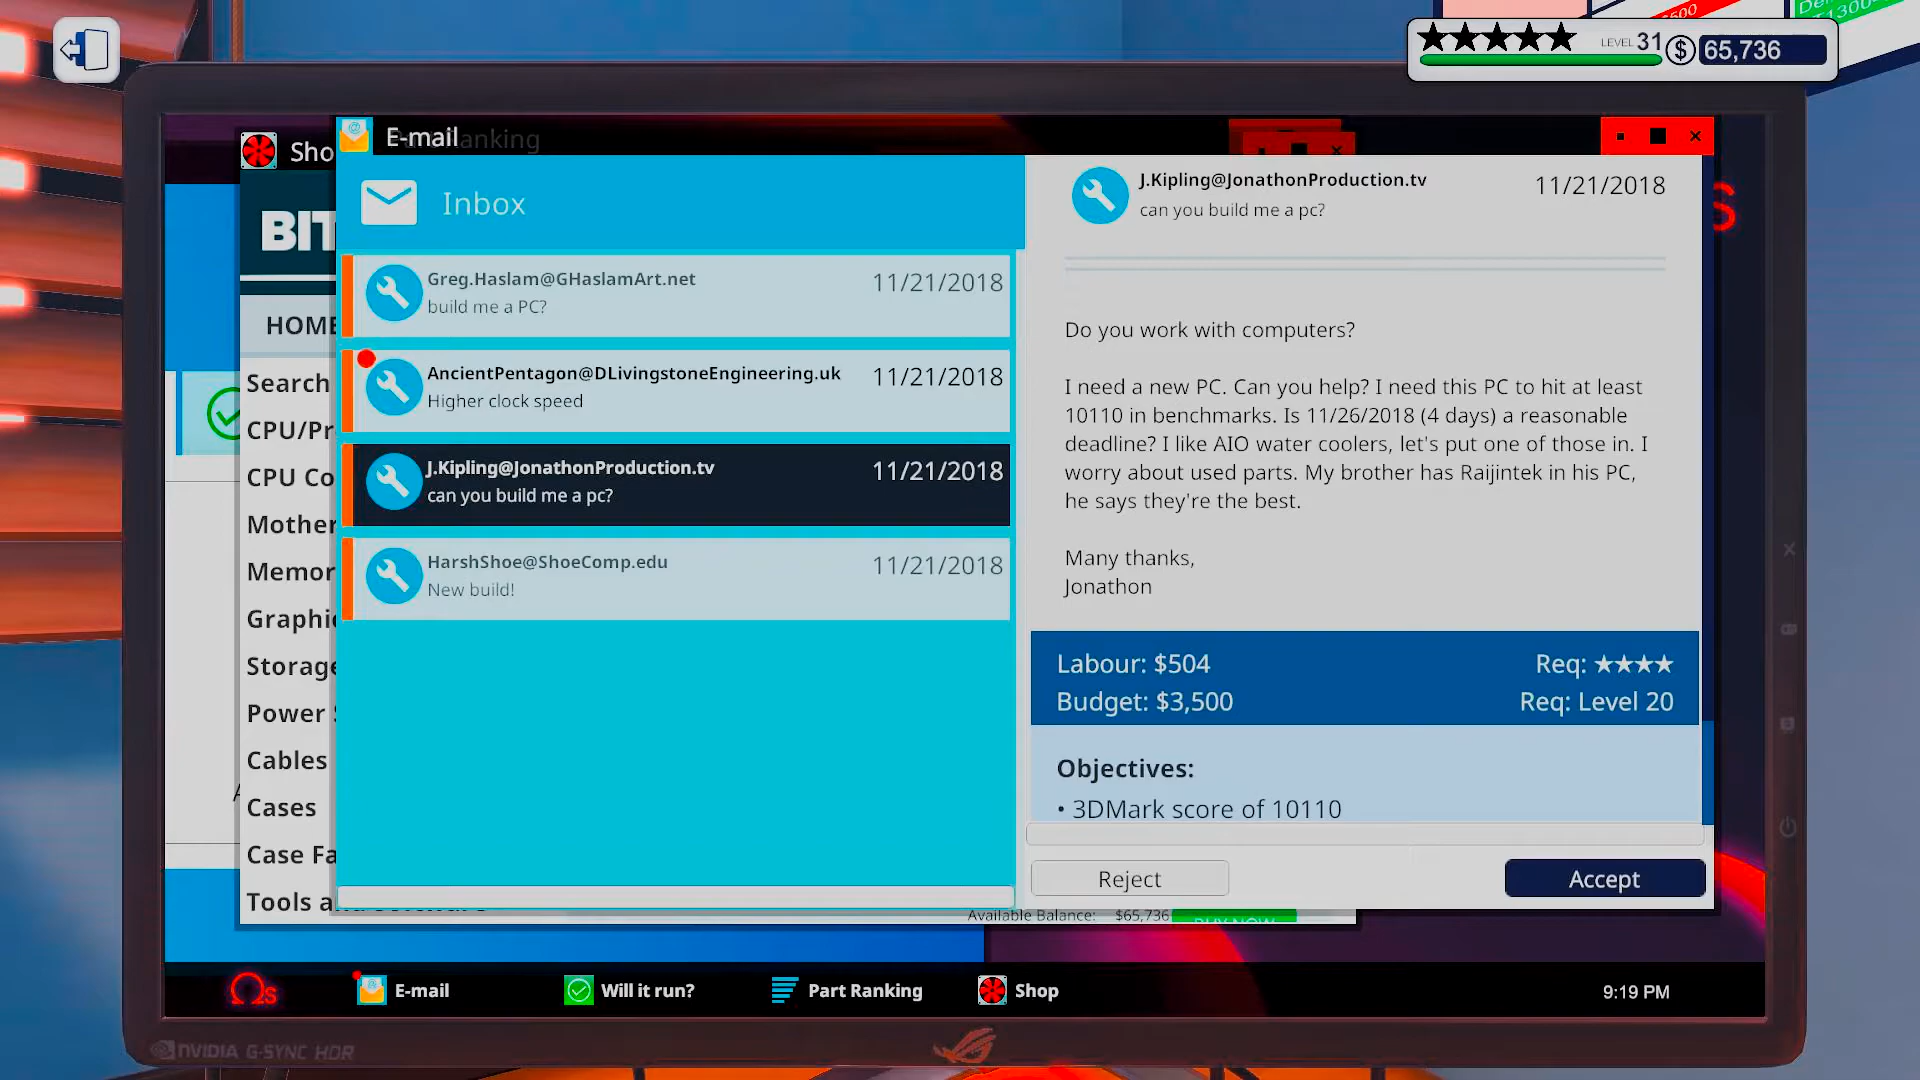 LEVEL 31
$ 65,736
E-mail
Sho
Inbox
BIT
HOME
Search
CPU/Pr
CPU Co
Mother
Memor
Graphi
Storage
Power
Cables
Cases
Case Fa
Tools
Greg.Haslam@GHaslamArt.net
11/21/2018
build me a PC?
AncientPentagon@DLivingstoneEngineering.uk
11/21/2018
Higher clock speed
J.Kipling@JonathonProduction.tv
11/21/2018
can you build me a pc?
HarshShoe@ShoeComp.edu
11/21/2018
New build!
J.Kipling@JonathonProduction.tv
11/21/2018
can you build me a pc?
Do you work with computers?
I need a new PC. Can you help? I need this PC to hit at least
10110 in benchmarks. Is 11/26/2018 (4 days) a reasonable
deadline? I like AIO water coolers, let's put one of those in. I
worry about used parts. My brother has Raijintek in his PC,
he says they're the best.
Many thanks,
Jonathon
Labour: $504
Req: ★★★★
Budget: $3,500
Req: Level 20
Objectives:
• 3DMark score of 10110
Reject
Accept
Available Balance: $65,736
BUY NOW
Ωs
E-mail
Will it run?
Part Ranking
Shop
9:19 PM
NVIDIA G-SYNC HDR